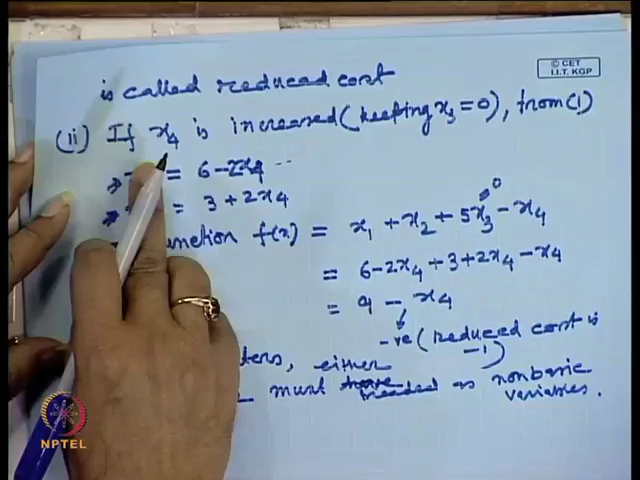 © CET
I.I.T. KGP
is called reduced cost
(ii) If x₄ is increased (keeping x₃ = 0), from (1)
= 6 - 2x₄
= 3 + 2x₄
function f(x) = x₁ + x₂ + 5x₃ - x₄
0
= 6 - 2x₄ + 3 + 2x₄ - x₄
= 9 - x₄
-ve (reduced cost is
-1)
either
must treated as nonbasic
variables.
NPTEL